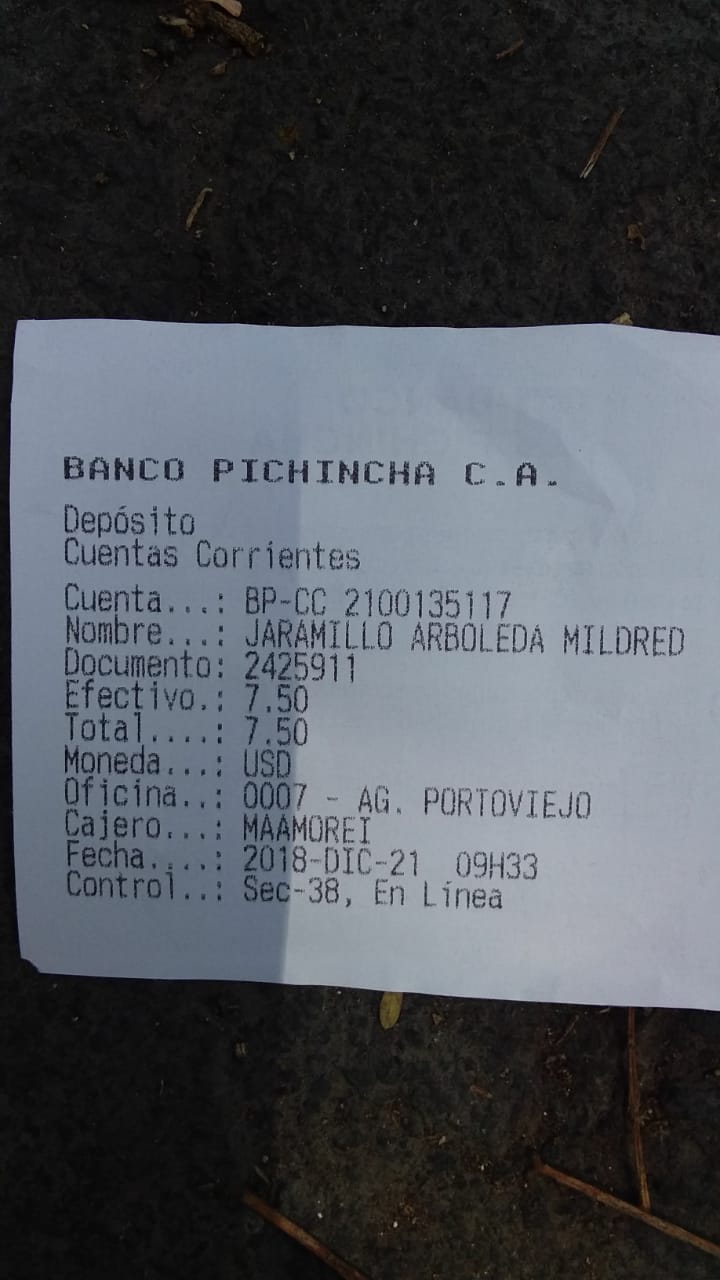 BANCO PICHINCHA C.A.
Depósito
Cuentas Corrientes
Cuenta...: BP-CC 2100135117
Nombre...: JARAMILLO ARBOLEDA MILDRED
Documento: 2425911
Efectivo.: 7.50
Total....: 7.50
Moneda...: USD
Oficina..: 0007 - AG. PORTOVIEJO
Cajero...: MAAMOREI
Fecha....: 2018-DIC-21 09H33
Control..: Sec-38, En Línea